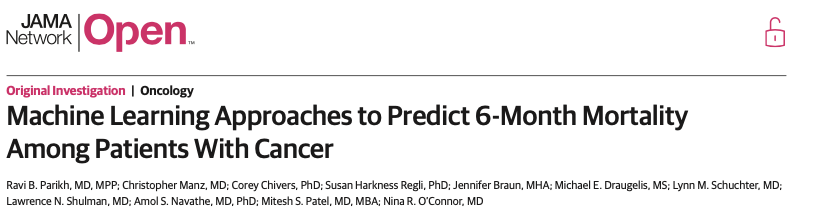 JAMA
Network Open™
Original Investigation | Oncology
Machine Learning Approaches to Predict 6-Month Mortality
Among Patients With Cancer
Ravi B. Parikh, MD, MPP; Christopher Manz, MD; Corey Chivers, PhD; Susan Harkness Regli, PhD; Jennifer Braun, MHA; Michael E. Draugelis, MS; Lynn M. Schuchter, MD;
Lawrence N. Shulman, MD; Amol S. Navathe, MD, PhD; Mitesh S. Patel, MD, MBA; Nina R. O’Connor, MD